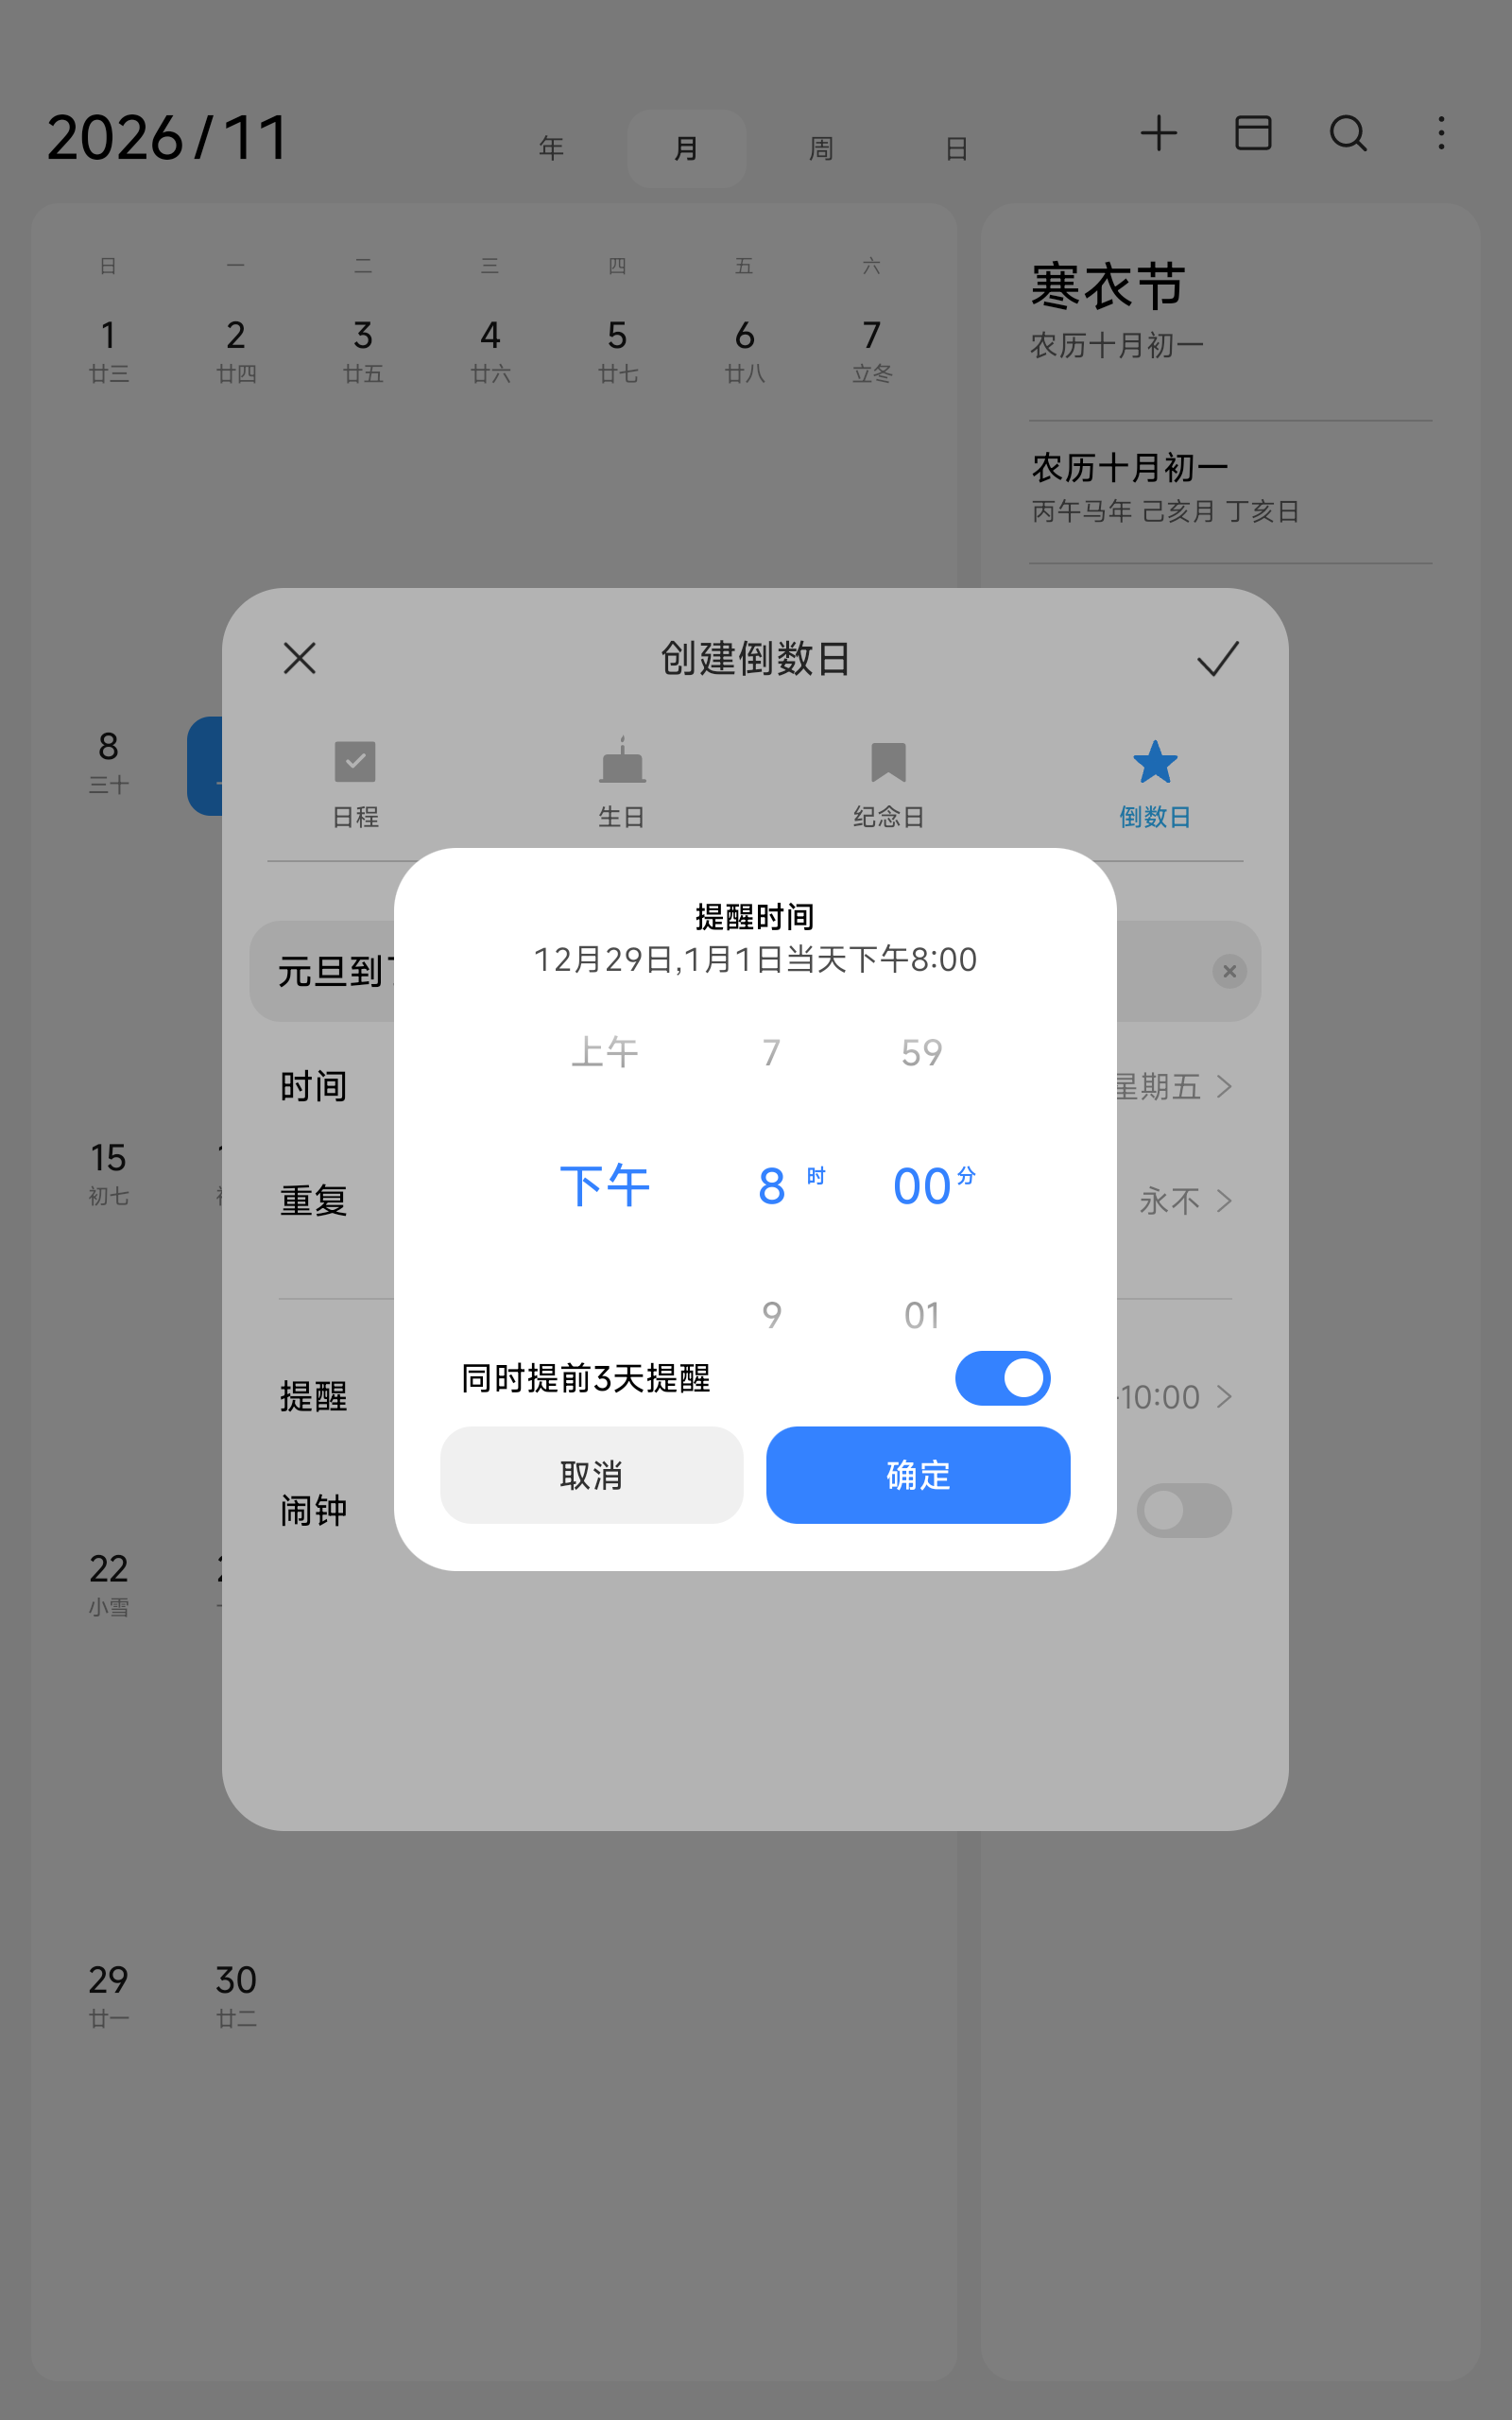 2026/11
年 月 周 日
日 一 二 三 四 五 六
1 2 3 4 5 6 7
廿三 廿四 廿五 廿六 廿七 廿八 立冬
寒衣节
农历十月初一
农历十月初一
丙午马年 己亥月 丁亥日
创建倒数日
8
三十
日程 生日 纪念日 倒数日
提醒时间
12月29日,1月1日当天下午8:00
元旦到
上午 7 59
时间 星期五
15
初七
下午 8 时 00 分
重复 永不
9 01
同时提前3天提醒
提醒 10:00
取消 确定
闹钟
22
小雪
29 30
廿一 廿二